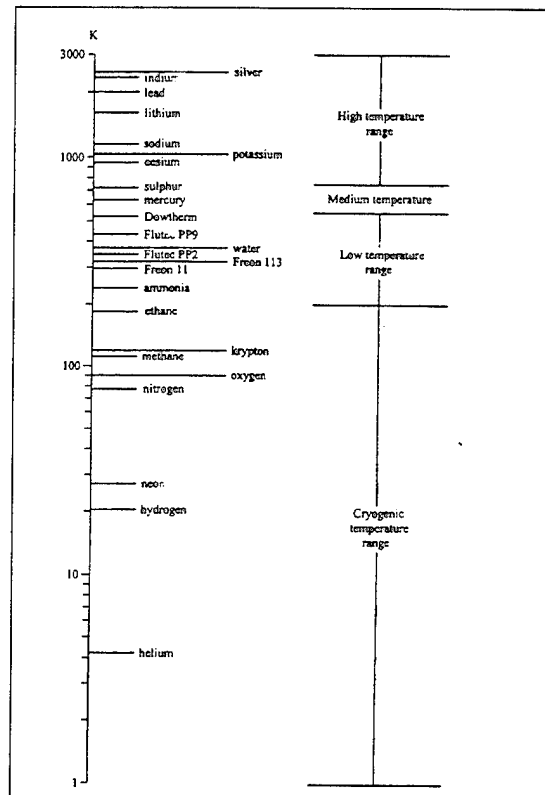 K
3000
silver
indium
lead
lithium
High temperature
range
sodium
1000
potassium
cesium
sulphur
mercury
Medium temperature
Dowtherm
Flutec PP9
water
Flutec PP2
Freon 113
Low temperature
range
Freon 11
ammonia
ethane
krypton
methane
100
oxygen
nitrogen
neon
hydrogen
Cryogenic
temperature
range
10
helium
1